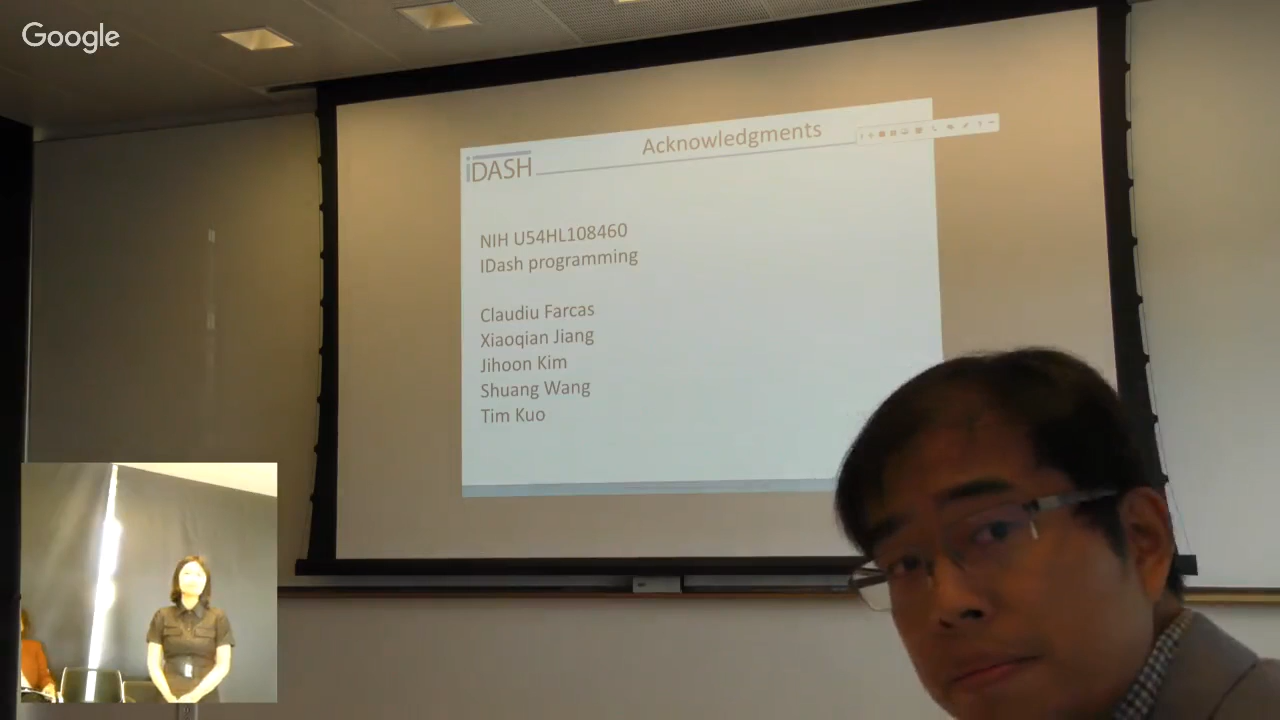 Google
Acknowledgments
iDASH
NIH U54HL108460
IDash programming
Claudiu Farcas
Xiaoqian Jiang
Jihoon Kim
Shuang Wang
Tim Kuo